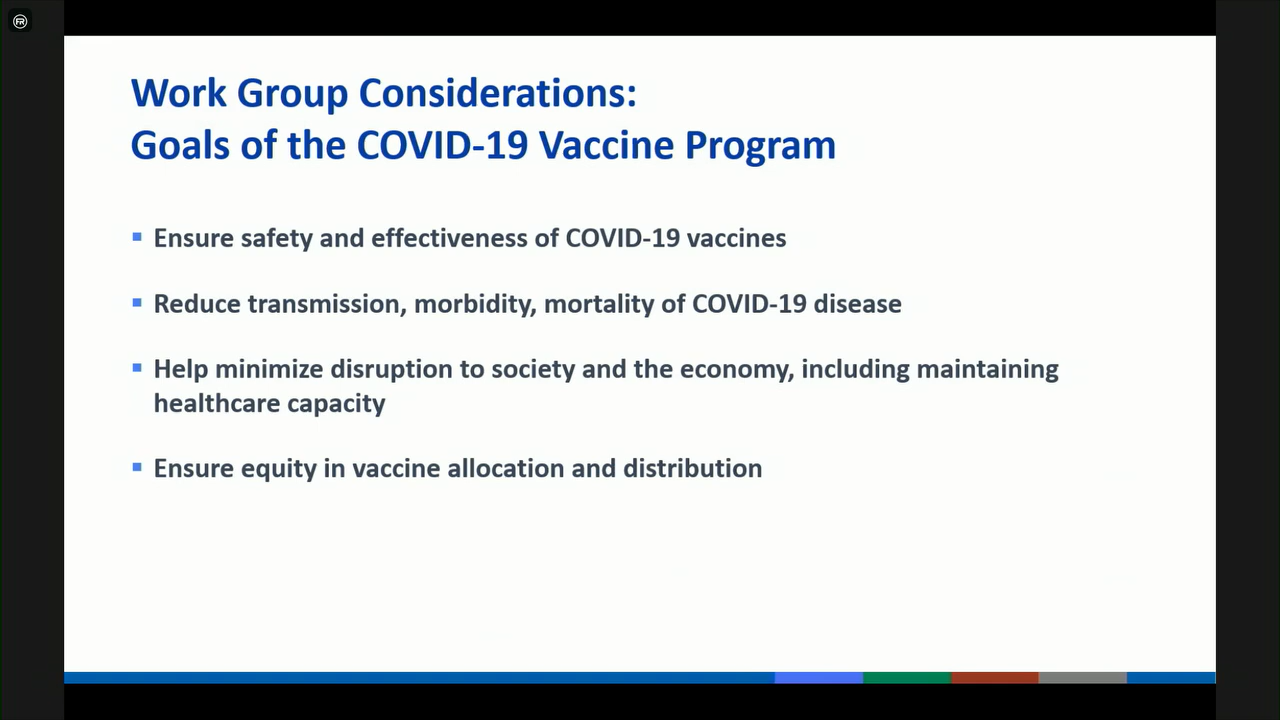 FR
Work Group Considerations:
Goals of the COVID-19 Vaccine Program
▪ Ensure safety and effectiveness of COVID-19 vaccines
▪ Reduce transmission, morbidity, mortality of COVID-19 disease
▪ Help minimize disruption to society and the economy, including maintaining
healthcare capacity
▪ Ensure equity in vaccine allocation and distribution